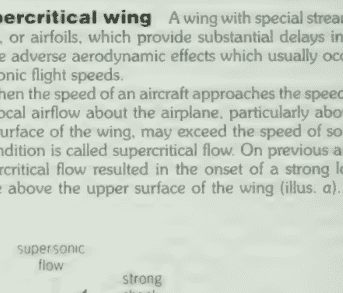 percritical wing A wing with special strear
, or airfoils, which provide substantial delays in
e adverse aerodynamic effects which usually occ
onic flight speeds.
hen the speed of an aircraft approaches the speed
ocal airflow about the airplane, particularly abo
urface of the wing, may exceed the speed of so
ndition is called supercritical flow. On previous a
rcritical flow resulted in the onset of a strong lo
e above the upper surface of the wing (illus. a).
supersonic
flow
strong